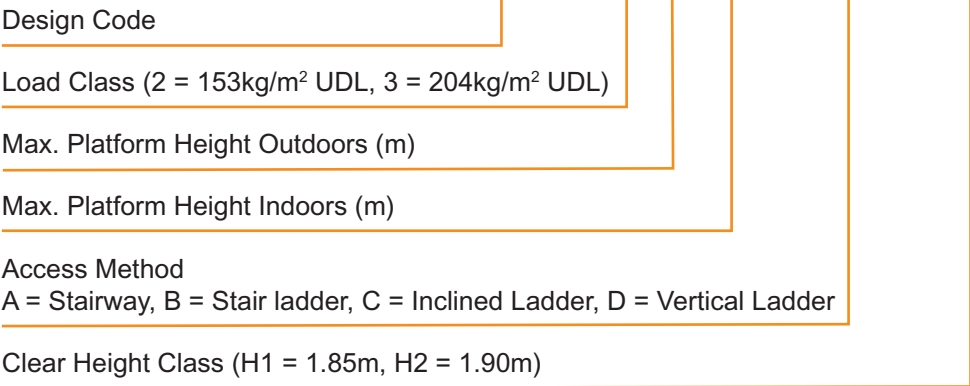 Design Code
Load Class (2 = 153kg/m² UDL, 3 = 204kg/m² UDL)
Max. Platform Height Outdoors (m)
Max. Platform Height Indoors (m)
Access Method
A = Stairway, B = Stair ladder, C = Inclined Ladder, D = Vertical Ladder
Clear Height Class (H1 = 1.85m, H2 = 1.90m)